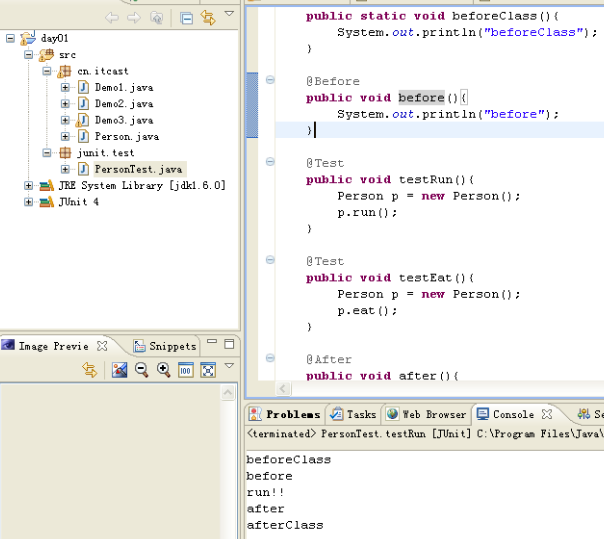 day01
src
cn.itcast
Demo1.java
Demo2.java
Demo3.java
Person.java
junit.test
PersonTest.java
JRE System Library [jdk1.6.0]
JUnit 4
Image Previe
Snippets
100
public static void beforeClass(){
System.out.println("beforeClass");
}
@Before
public void before(){
System.out.println("before");
}
@Test
public void testRun(){
Person p = new Person();
p.run();
}
@Test
public void testEat(){
Person p = new Person();
p.eat();
}
@After
public void after(){
Problems Tasks Web Browser Console Se
<terminated> PersonTest.testRun [JUnit] C:\Program Files\Java\
beforeClass
before
run!!
after
afterClass